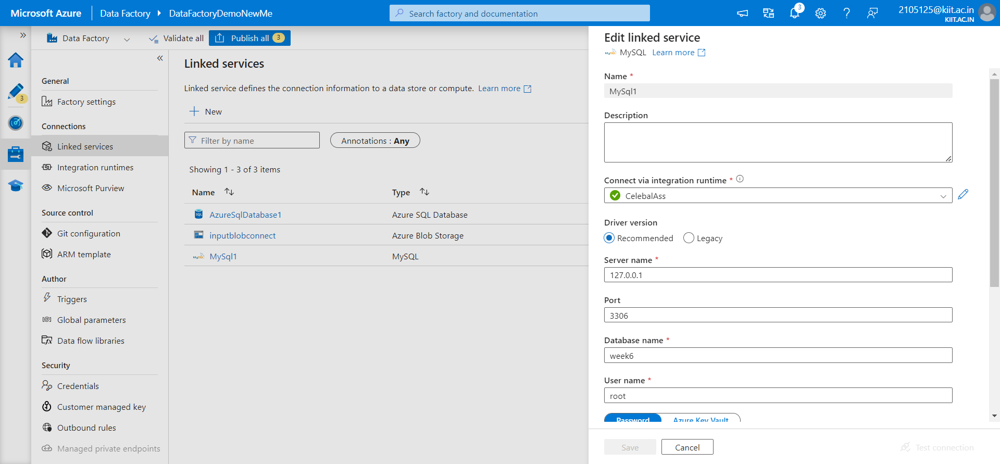 Microsoft Azure
Data Factory
DataFactoryDemoNewMe
Search factory and documentation
3
2105125@kiit.ac.in
KIIT.AC.IN
Data Factory
Validate all
Publish all
3
3
General
Factory settings
Connections
Linked services
Integration runtimes
Microsoft Purview
Source control
Git configuration
ARM template
Author
Triggers
Global parameters
Data flow libraries
Security
Credentials
Customer managed key
Outbound rules
Managed private endpoints
Linked services
Linked service defines the connection information to a data store or compute. Learn more
New
Filter by name
Annotations : Any
Showing 1 - 3 of 3 items
Name Type
SQL AzureSqlDatabase1 Azure SQL Database
inputblobconnect Azure Blob Storage
MySQL MySql1 MySQL
Edit linked service
MySQL MySQL Learn more
Name *
MySql1
Description
Connect via integration runtime *
CelebalAss
Driver version
Recommended Legacy
Server name *
127.0.0.1
Port
3306
Database name *
week6
User name *
root
Password Azure Key Vault
Save Cancel Test connection